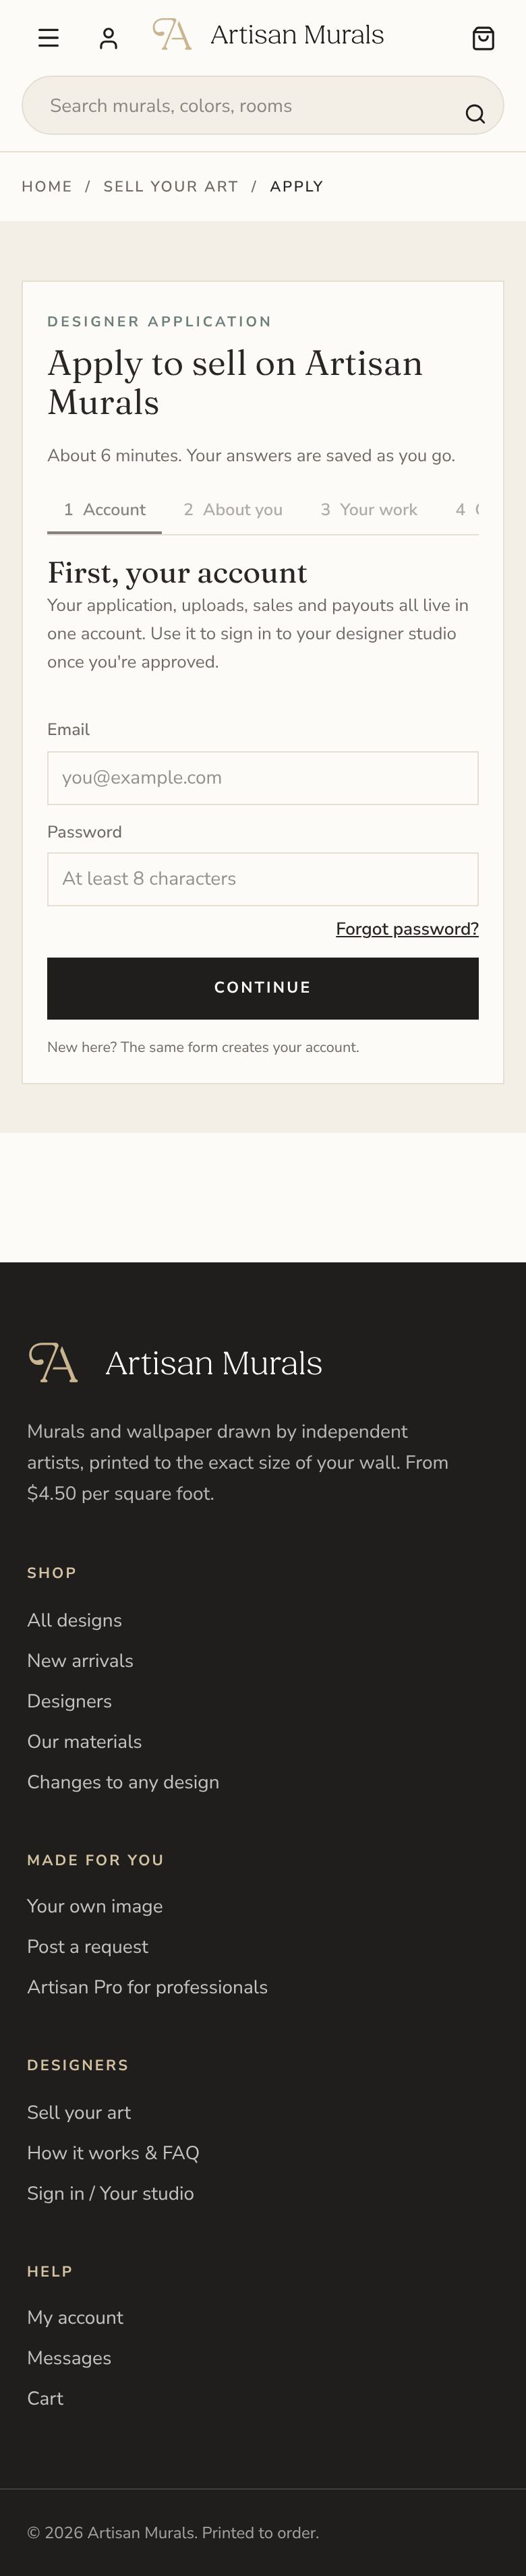 Artisan Murals
Search murals, colors, rooms
HOME / SELL YOUR ART / APPLY
DESIGNER APPLICATION
Apply to sell on Artisan
Murals
About 6 minutes. Your answers are saved as you go.
1 Account 2 About you 3 Your work 4
First, your account
Your application, uploads, sales and payouts all live in
one account. Use it to sign in to your designer studio
once you're approved.
Email
you@example.com
Password
At least 8 characters
Forgot password?
CONTINUE
New here? The same form creates your account.
Artisan Murals
Murals and wallpaper drawn by independent
artists, printed to the exact size of your wall. From
$4.50 per square foot.
SHOP
All designs
New arrivals
Designers
Our materials
Changes to any design
MADE FOR YOU
Your own image
Post a request
Artisan Pro for professionals
DESIGNERS
Sell your art
How it works & FAQ
Sign in / Your studio
HELP
My account
Messages
Cart
© 2026 Artisan Murals. Printed to order.